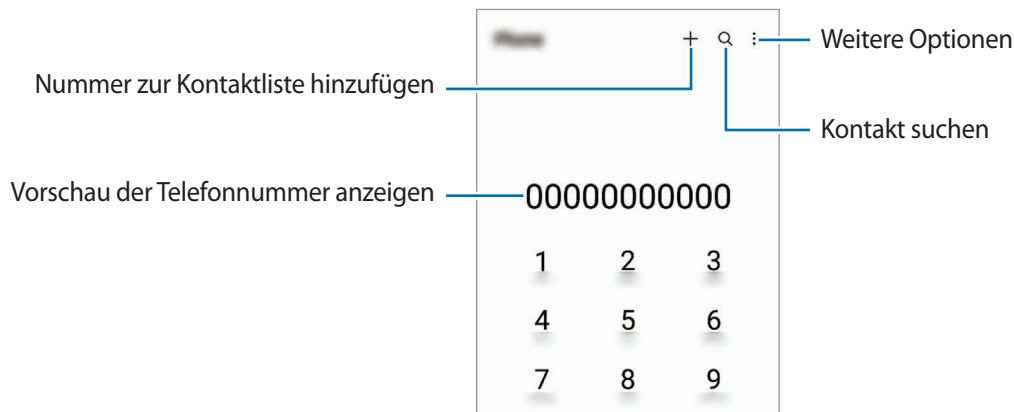 Weitere Optionen
Nummer zur Kontaktliste hinzufügen
Kontakt suchen
Vorschau der Telefonnummer anzeigen
00000000000
1 2 3
4 5 6
7 8 9